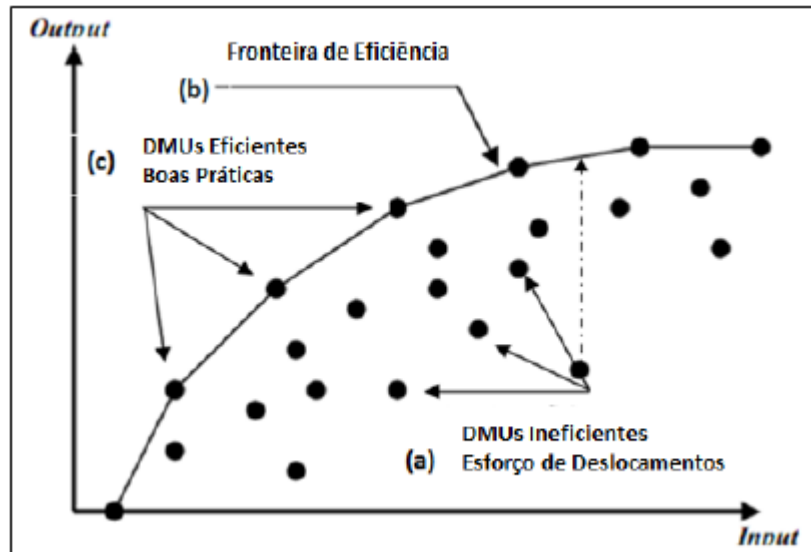 Output
Fronteira de Eficiência
(b)
(c)
DMUs Eficientes
Boas Práticas
DMUs Ineficientes
(a)
Esforço de Deslocamentos
Input